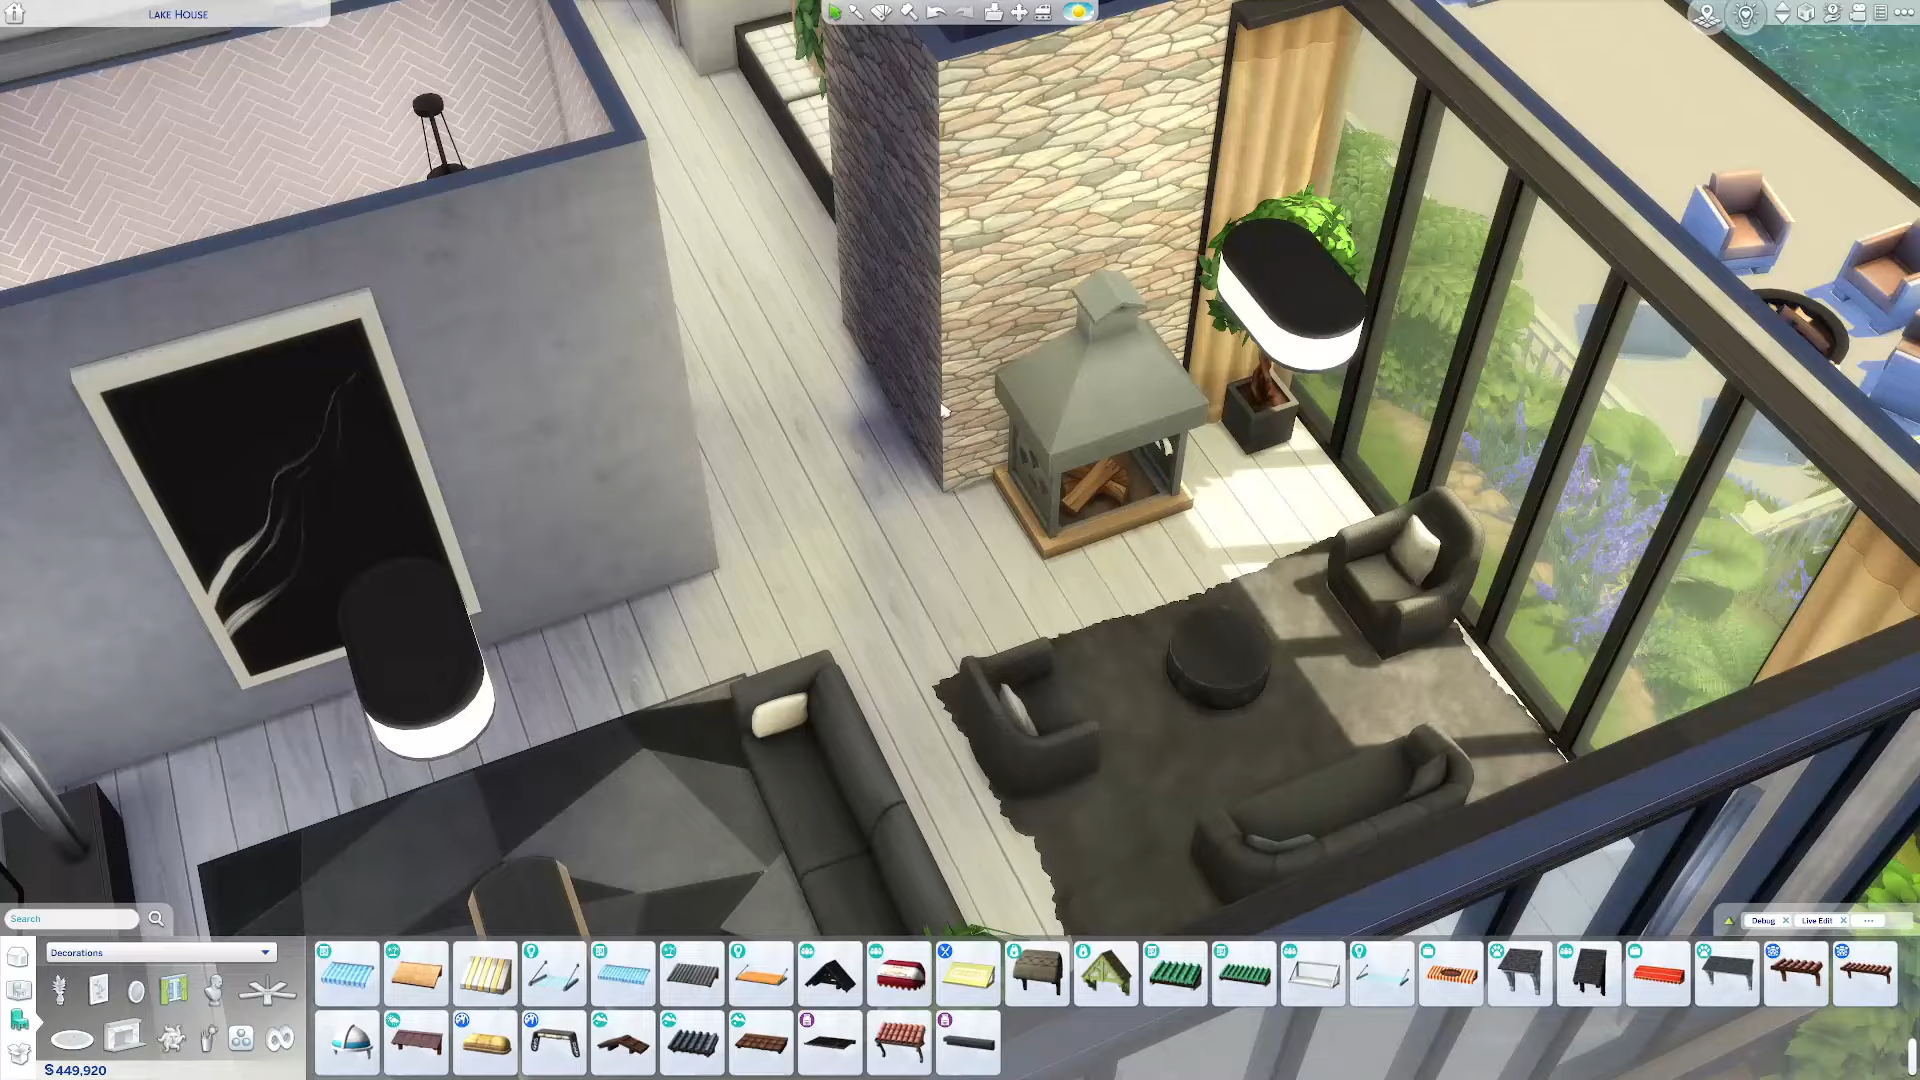 LAKE HOUSE
Search
Debug
Live Edit
Decorations
§449,920